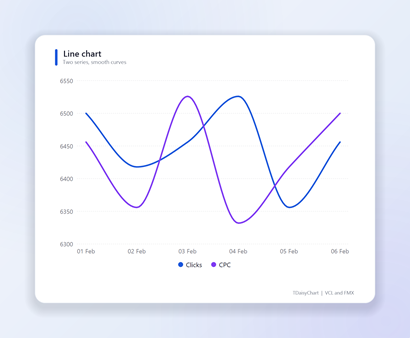 Line chart
Two series, smooth curves
6550
6500
6450
6400
6350
6300
01 Feb 02 Feb 03 Feb 04 Feb 05 Feb 06 Feb
Clicks CPC
TDassyChart | VCL and FMX